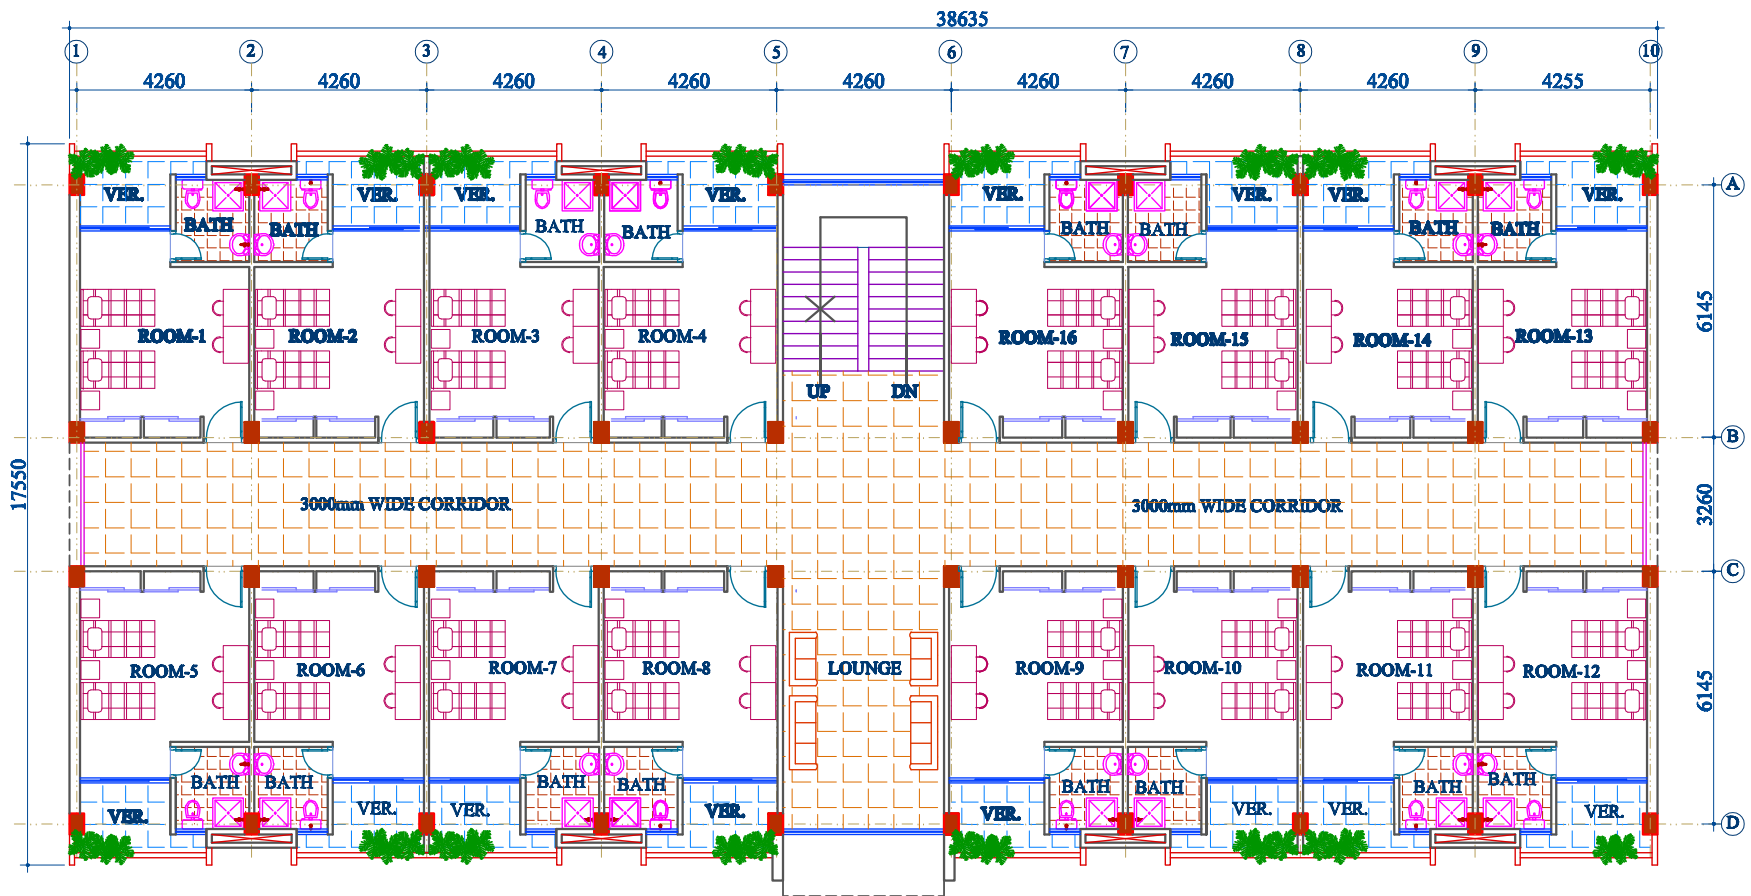 38635
1 2 3 4 5 6 7 8 9 10
4260 4260 4260 4260 4260 4260 4260 4260 4255
VER. VER. VER. VER. VER. VER. VER. VER.
A
BATH BATH BATH BATH BATH BATH BATH BATH
6145
ROOM-1 ROOM-2 ROOM-3 ROOM-4 ROOM-16 ROOM-15 ROOM-14 ROOM-13
UP DN
B
17550
3000mm WIDE CORRIDOR 3000mm WIDE CORRIDOR
3260
C
ROOM-5 ROOM-6 ROOM-7 ROOM-8 LOUNGE ROOM-9 ROOM-10 ROOM-11 ROOM-12
6145
BATH BATH BATH BATH BATH BATH BATH BATH
VER. VER. VER. VER. VER. VER. VER. VER.
D